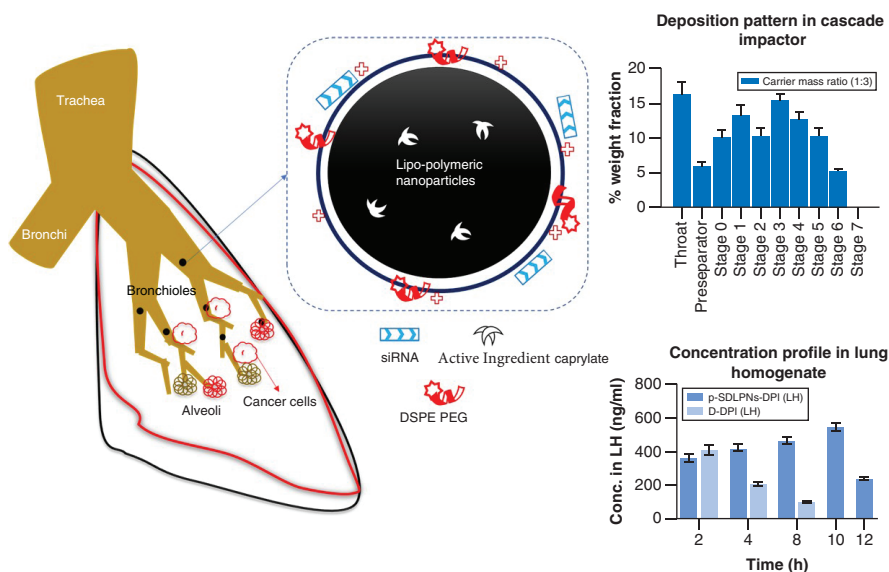 Trachea
Bronchi
Bronchioles
Alveoli
Cancer cells
Lipo-polymeric
nanoparticles
siRNA
Active Ingredient caprylate
DSPE PEG
Deposition pattern in cascade
impactor
% weight fraction
20
15
10
5
0
Carrier mass ratio (1:3)
Throat
Preseparator
Stage 0
Stage 1
Stage 2
Stage 3
Stage 4
Stage 5
Stage 6
Stage 7
Concentration profile in lung
homogenate
Conc. in LH (ng/ml)
800
600
400
200
0
p-SDLPNs-DPI (LH)
D-DPI (LH)
2 4 8 10 12
Time (h)